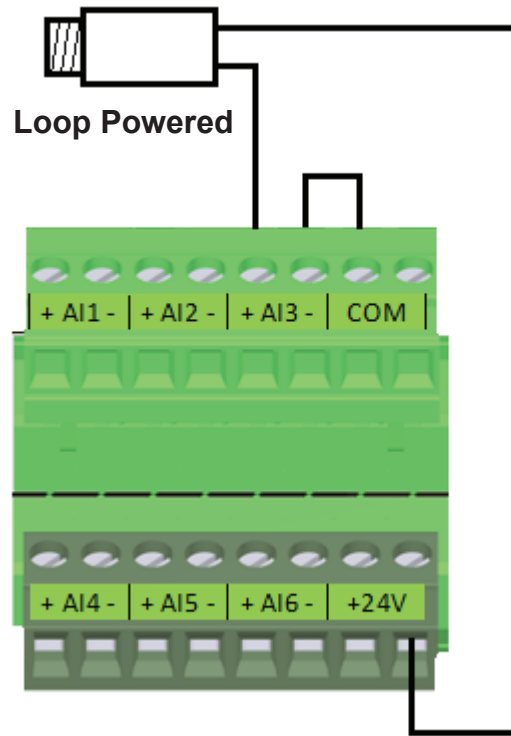 Loop Powered
+ AI1 - + AI2 - + AI3 - COM
+ AI4 - + AI5 - + AI6 - +24V